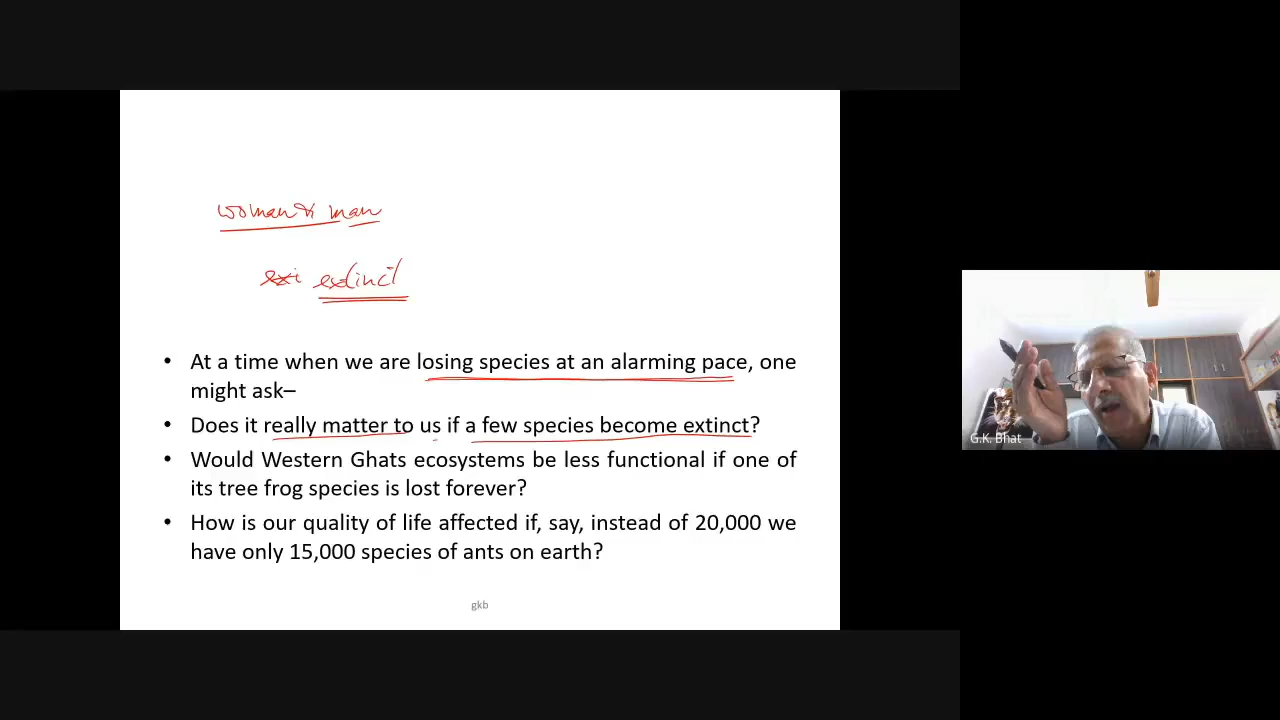 woman & man
exi extinct
• At a time when we are losing species at an alarming pace, one
might ask–
• Does it really matter to us if a few species become extinct?
• Would Western Ghats ecosystems be less functional if one of
its tree frog species is lost forever?
• How is our quality of life affected if, say, instead of 20,000 we
have only 15,000 species of ants on earth?
gkb
G.K. Bhat